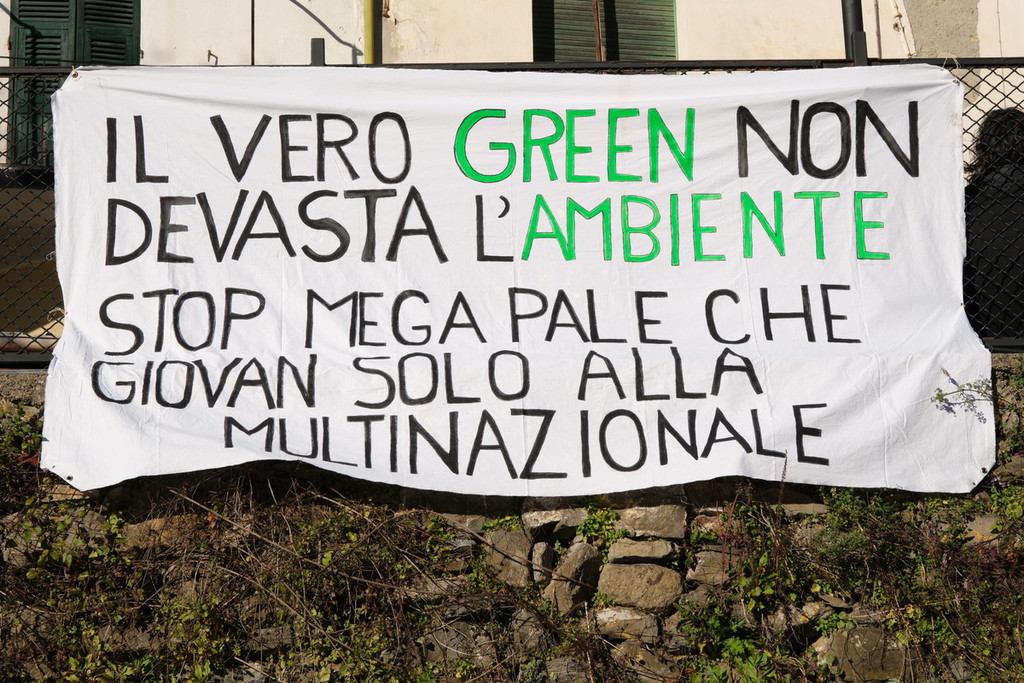 IL VERO GREEN NON
DEVASTA L'AMBIENTE
STOP MEGA PALE CHE
GIOVAN SOLO ALLA
MULTINAZIONALE